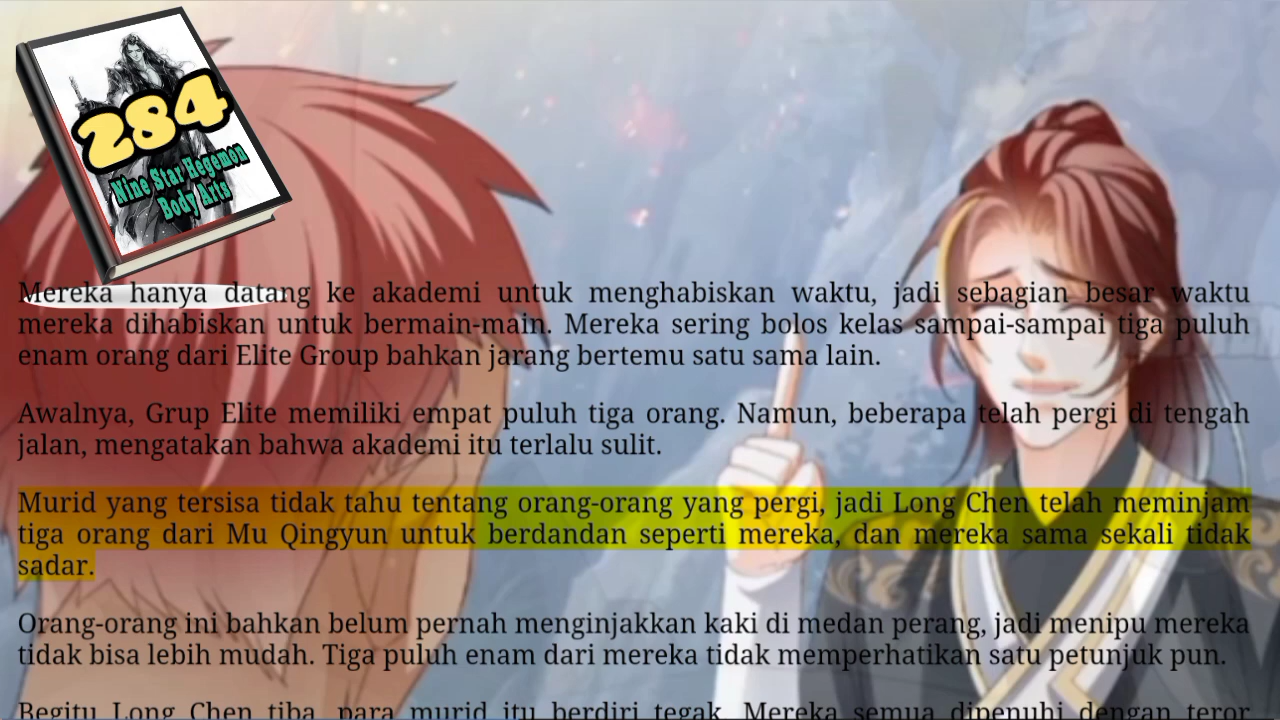 284
Nine Star Hegemon
Body Arts
Mereka hanya datang ke akademi untuk menghabiskan waktu, jadi sebagian besar waktu
mereka dihabiskan untuk bermain-main. Mereka sering bolos kelas sampai-sampai tiga puluh
enam orang dari Elite Group bahkan jarang bertemu satu sama lain.
Awalnya, Grup Elite memiliki empat puluh tiga orang. Namun, beberapa telah pergi di tengah
jalan, mengatakan bahwa akademi itu terlalu sulit.
Murid yang tersisa tidak tahu tentang orang-orang yang pergi, jadi Long Chen telah meminjam
tiga orang dari Mu Qingyun untuk berdandan seperti mereka, dan mereka sama sekali tidak
sadar.
Orang-orang ini bahkan belum pernah menginjakkan kaki di medan perang, jadi menipu mereka
tidak bisa lebih mudah. Tiga puluh enam dari mereka tidak memperhatikan satu petunjuk pun.
Begitu Long Chen tiba, para murid itu berdiri tegak. Mereka semua dipenuhi dengan teror